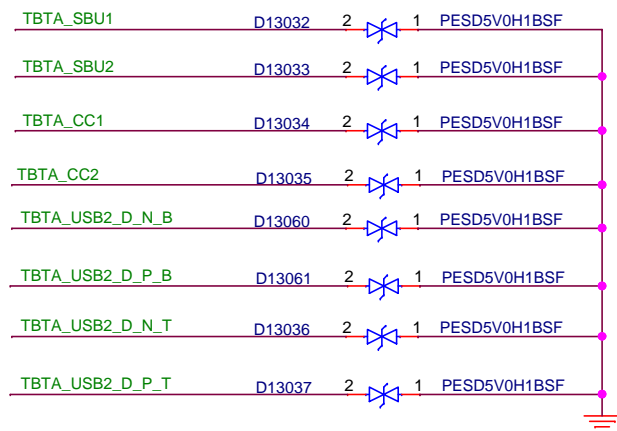 TBTA_SBU1 D13032 2 1 PESD5V0H1BSF
TBTA_SBU2 D13033 2 1 PESD5V0H1BSF
TBTA_CC1 D13034 2 1 PESD5V0H1BSF
TBTA_CC2 D13035 2 1 PESD5V0H1BSF
TBTA_USB2_D_N_B D13060 2 1 PESD5V0H1BSF
TBTA_USB2_D_P_B D13061 2 1 PESD5V0H1BSF
TBTA_USB2_D_N_T D13036 2 1 PESD5V0H1BSF
TBTA_USB2_D_P_T D13037 2 1 PESD5V0H1BSF